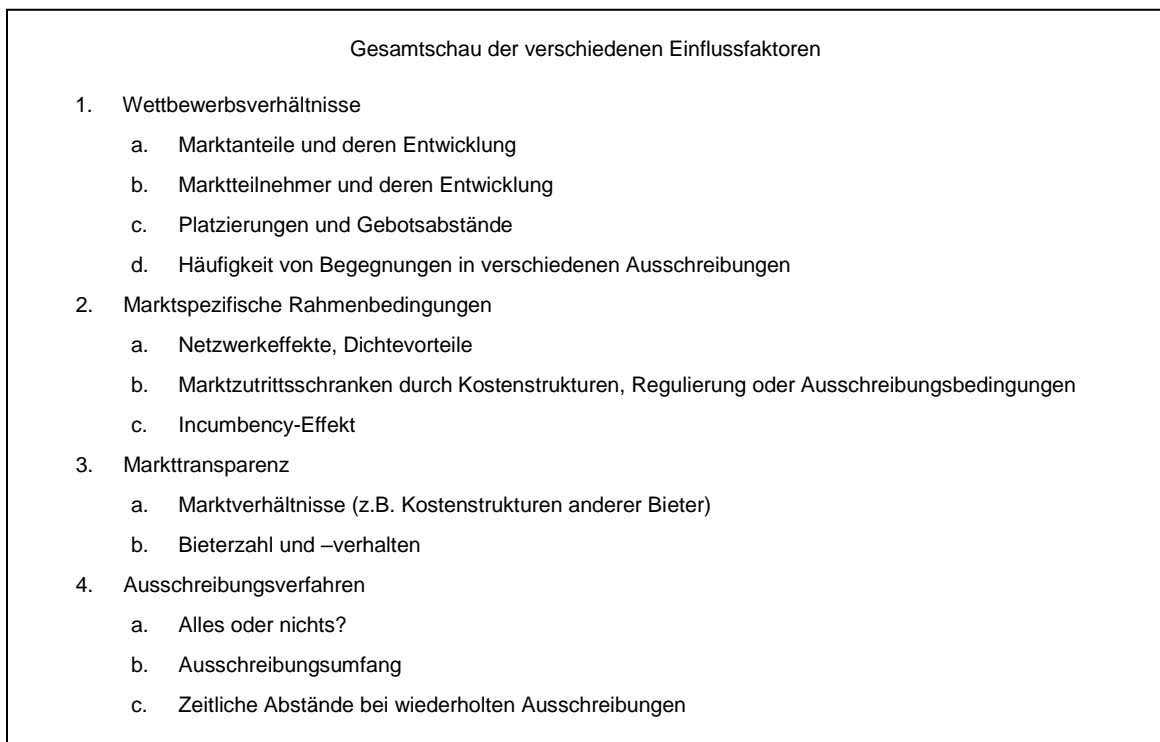 Gesamtschau der verschiedenen Einflussfaktoren
1. Wettbewerbsverhältnisse
a. Marktanteile und deren Entwicklung
b. Marktteilnehmer und deren Entwicklung
c. Platzierungen und Gebotsabstände
d. Häufigkeit von Begegnungen in verschiedenen Ausschreibungen
2. Marktspezifische Rahmenbedingungen
a. Netzwerkeffekte, Dichtevorteile
b. Marktzutrittsschranken durch Kostenstrukturen, Regulierung oder Ausschreibungsbedingungen
c. Incumbency-Effekt
3. Markttransparenz
a. Marktverhältnisse (z.B. Kostenstrukturen anderer Bieter)
b. Bieterzahl und –verhalten
4. Ausschreibungsverfahren
a. Alles oder nichts?
b. Ausschreibungsumfang
c. Zeitliche Abstände bei wiederholten Ausschreibungen